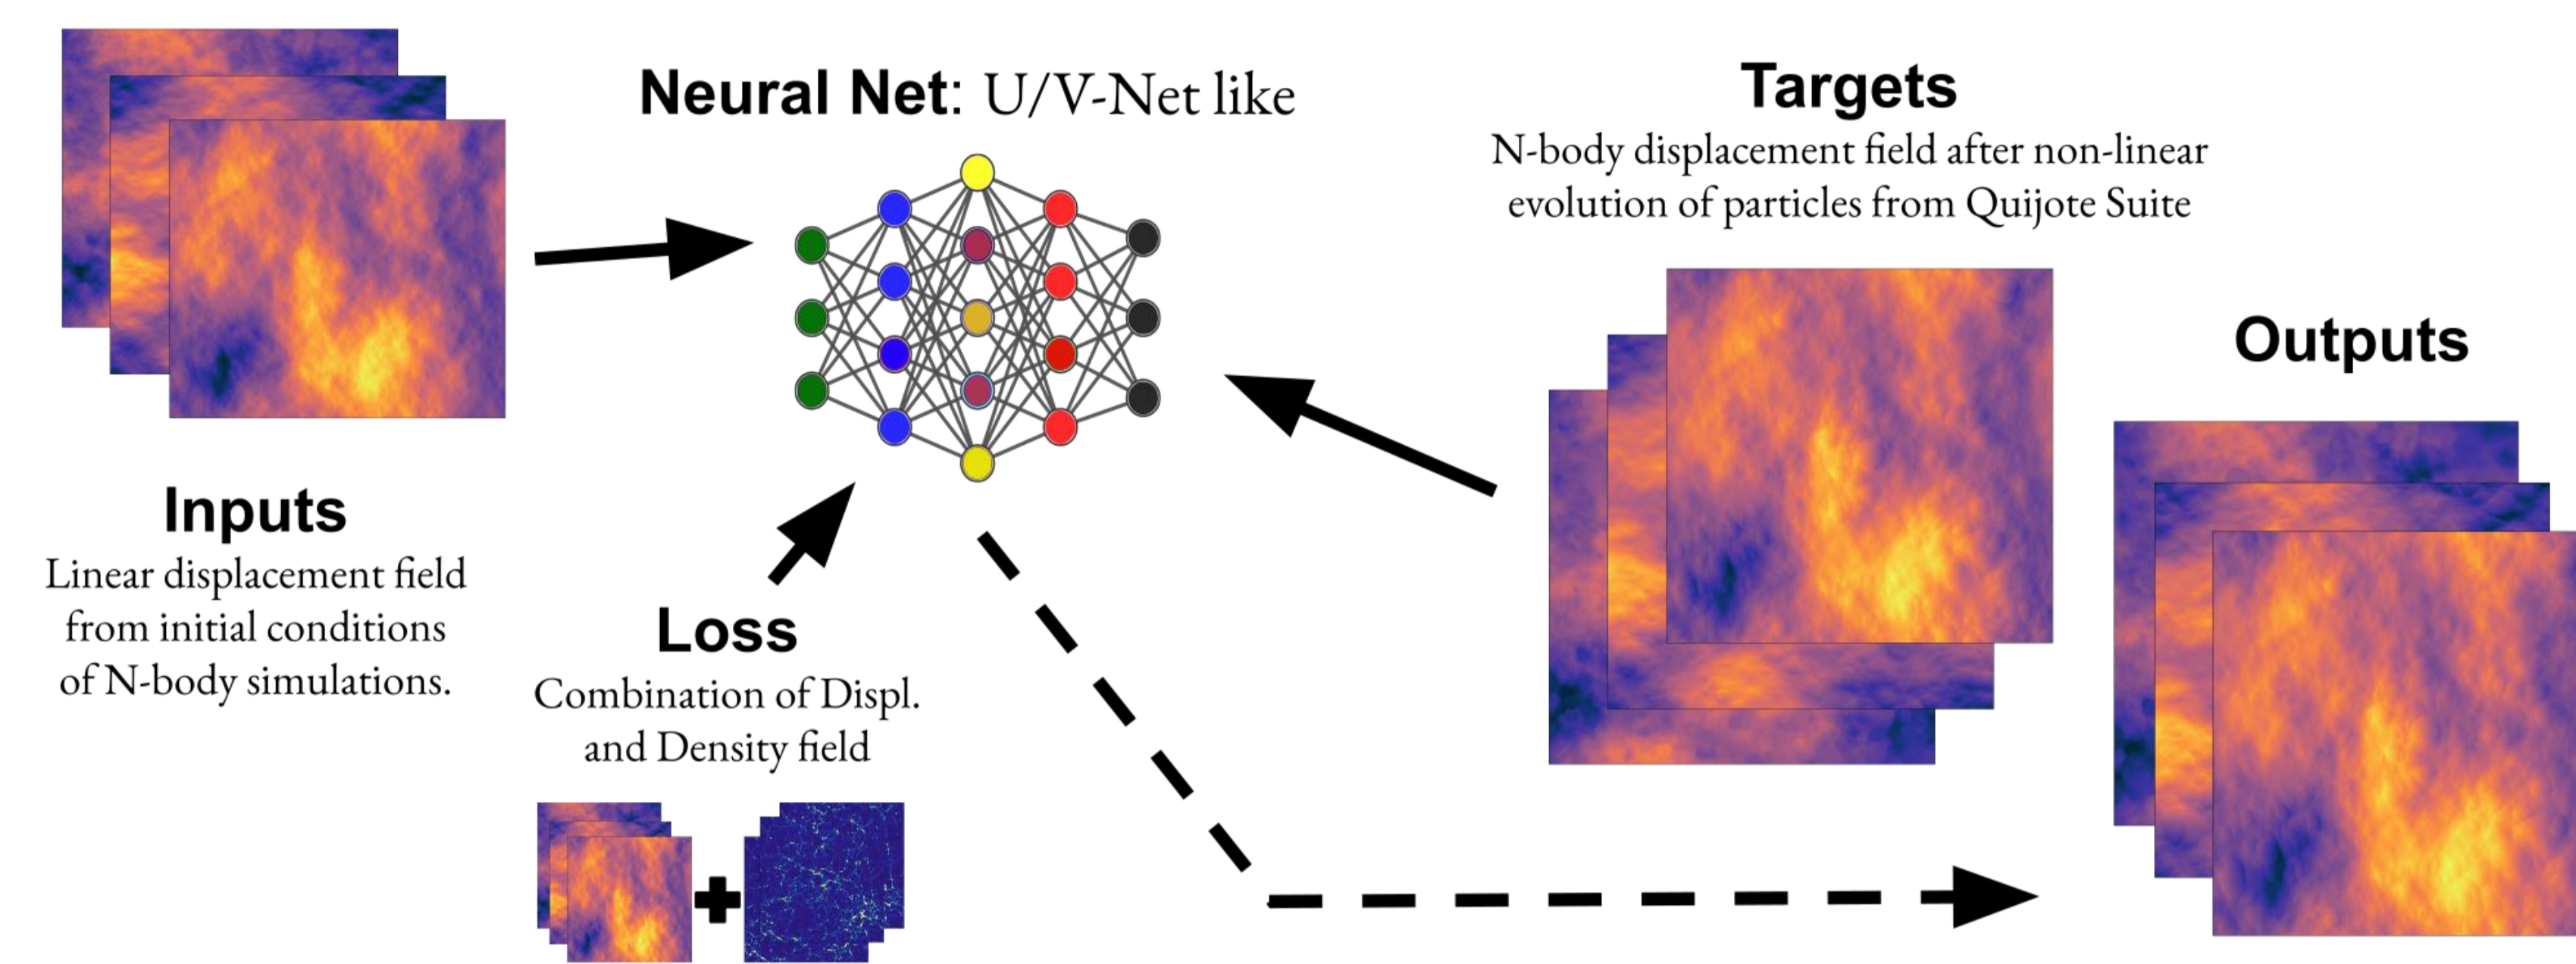 Neural Net: U/V-Net like
Inputs
Linear displacement field
from initial conditions
of N-body simulations.
Loss
Combination of Displ.
and Density field
Targets
N-body displacement field after non-linear
evolution of particles from Quijote Suite
Outputs